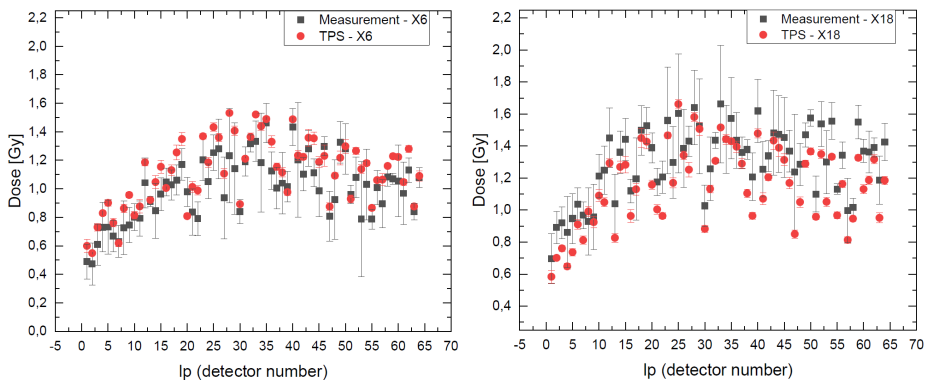 Measurement - X6
TPS - X6
2,2
2,0
1,8
1,6
1,4
1,2
1,0
0,8
0,6
0,4
0,2
0,0
Dose [Gy]
-5 0 5 10 15 20 25 30 35 40 45 50 55 60 65 70
lp (detector number)
Measurement - X18
TPS - X18
2,2
2,0
1,8
1,6
1,4
1,2
1,0
0,8
0,6
0,4
Dose [Gy]
-5 0 5 10 15 20 25 30 35 40 45 50 55 60 65 70
lp (detector number)